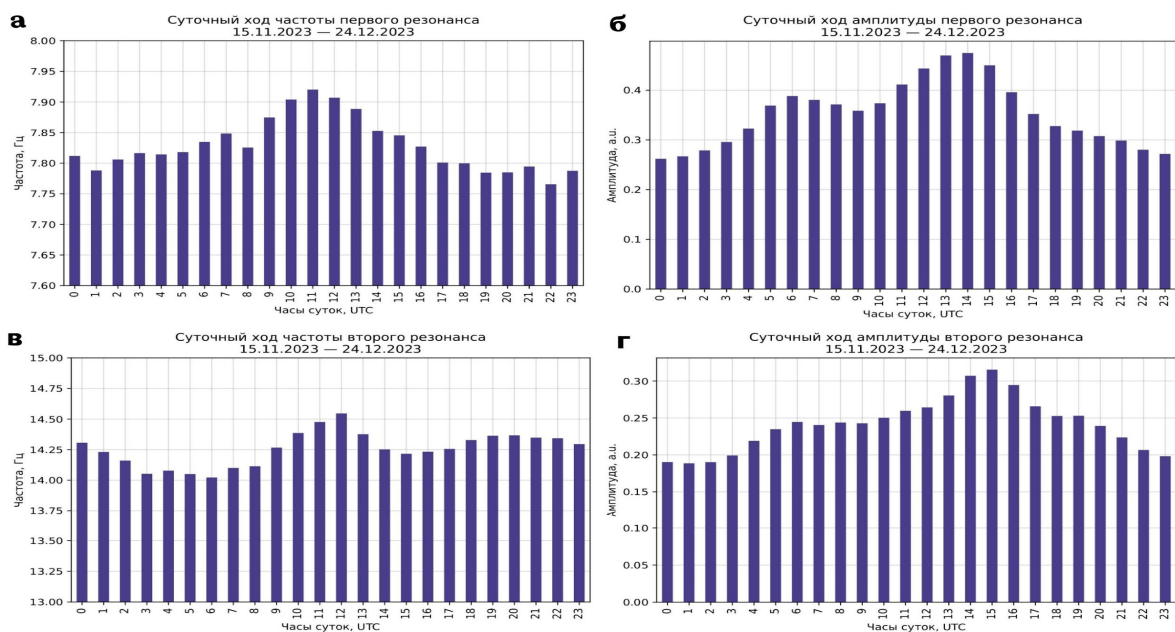 а
Суточный ход частоты первого резонанса
15.11.2023 — 24.12.2023
Частота, Гц
8.00
7.95
7.90
7.85
7.80
7.75
7.70
7.65
7.60
0 1 2 3 4 5 6 7 8 9 10 11 12 13 14 15 16 17 18 19 20 21 22 23
Часы суток, UTC
б
Суточный ход амплитуды первого резонанса
15.11.2023 — 24.12.2023
Амплитуда, a.u.
0.4
0.3
0.2
0.1
0.0
0 1 2 3 4 5 6 7 8 9 10 11 12 13 14 15 16 17 18 19 20 21 22 23
Часы суток, UTC
в
Суточный ход частоты второго резонанса
15.11.2023 — 24.12.2023
Частота, Гц
15.00
14.75
14.50
14.25
14.00
13.75
13.50
13.25
13.00
0 1 2 3 4 5 6 7 8 9 10 11 12 13 14 15 16 17 18 19 20 21 22 23
Часы суток, UTC
г
Суточный ход амплитуды второго резонанса
15.11.2023 — 24.12.2023
Амплитуда, a.u.
0.30
0.25
0.20
0.15
0.10
0.05
0.00
0 1 2 3 4 5 6 7 8 9 10 11 12 13 14 15 16 17 18 19 20 21 22 23
Часы суток, UTC